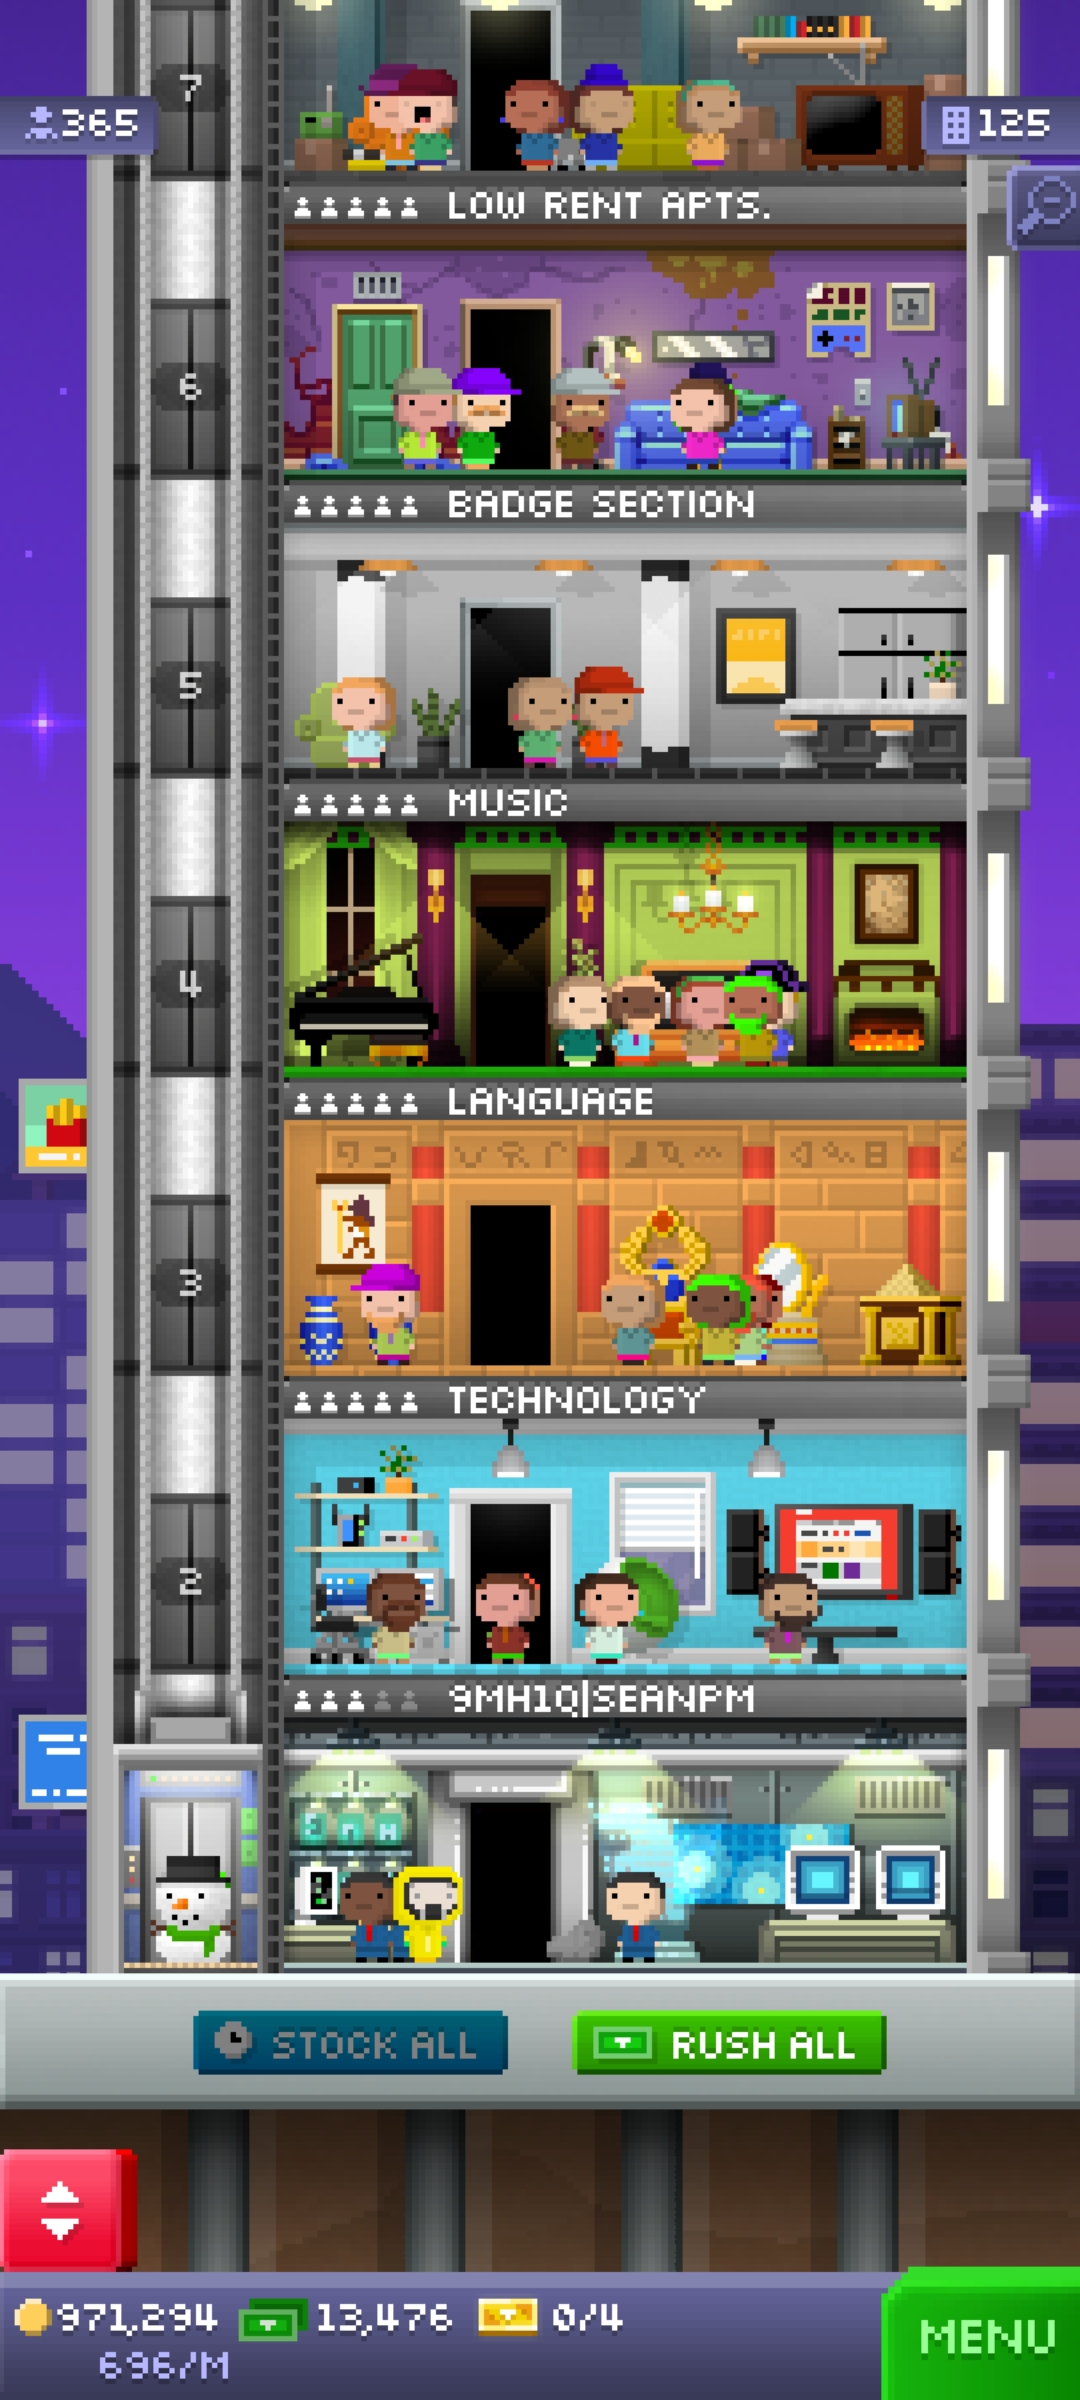 7
365
125
LOW RENT APTS.
6
BADGE SECTION
5
MUSIC
4
LANGUAGE
3
TECHNOLOGY
2
9MH1Q|SEANPM
STOCK ALL
RUSH ALL
971,294
13,476
0/4
696/M
MENU